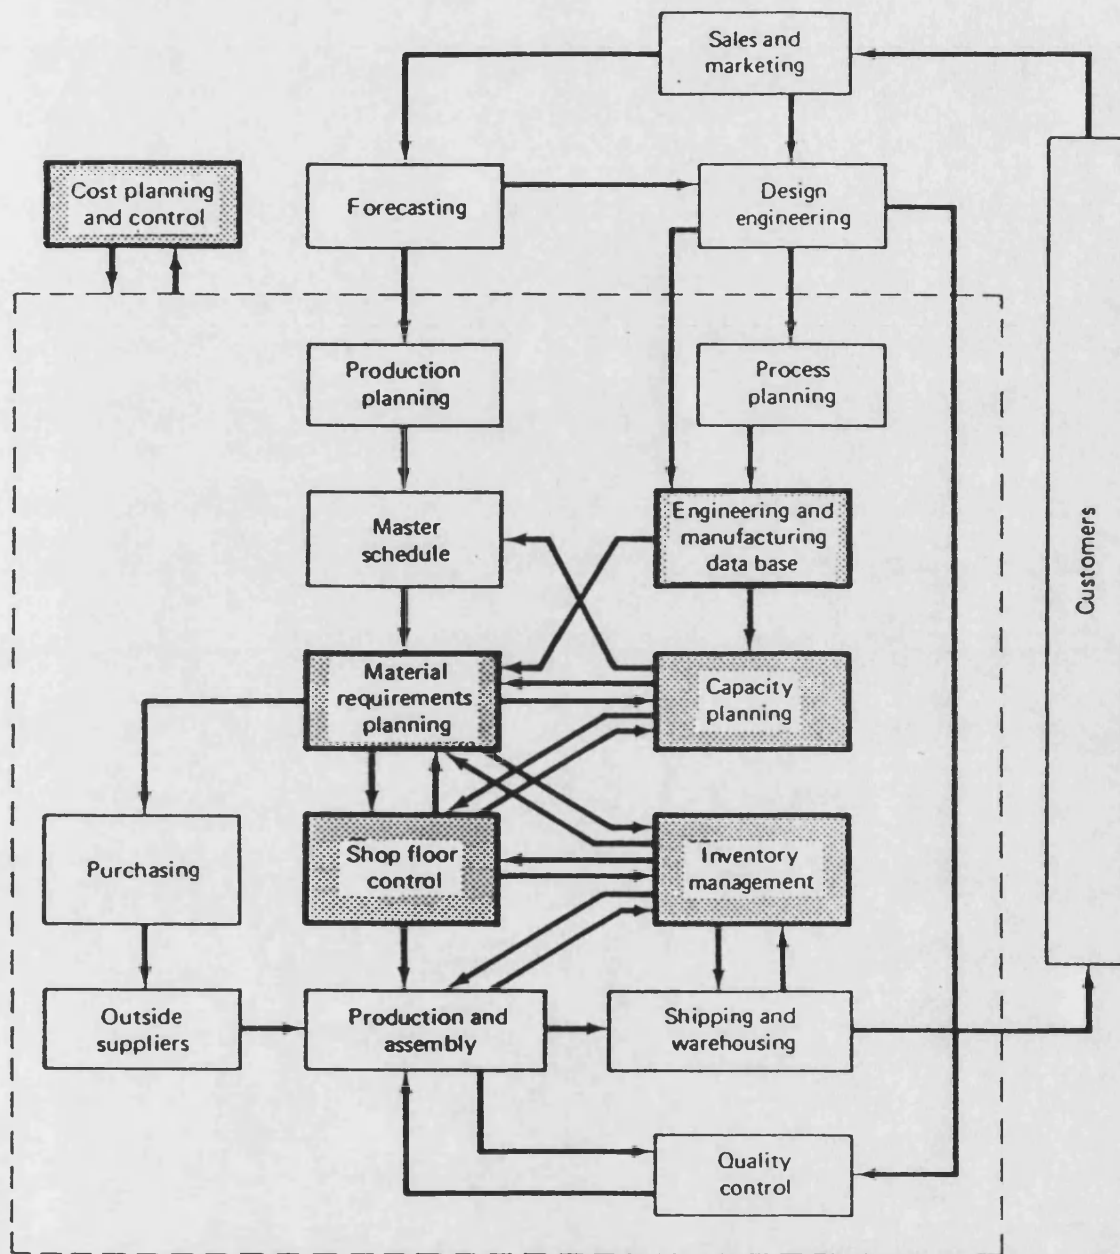 Sales and
marketing
Cost planning
and control
Forecasting
Design
engineering
Production
planning
Process
planning
Master
schedule
Engineering and
manufacturing
data base
Customers
Material
requirements
planning
Capacity
planning
Purchasing
Shop floor
control
Inventory
management
Outside
suppliers
Production and
assembly
Shipping and
warehousing
Quality
control